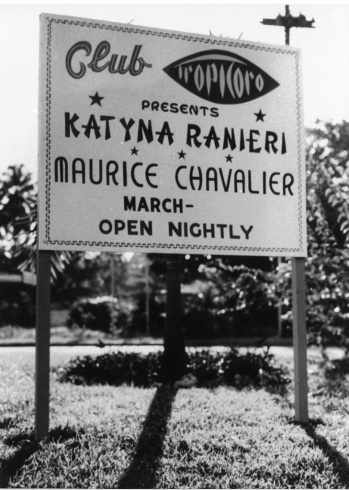 Club TROPICORO
PRESENTS
KATYNA RANIERI
MAURICE CHAVALIER
MARCH-
OPEN NIGHTLY